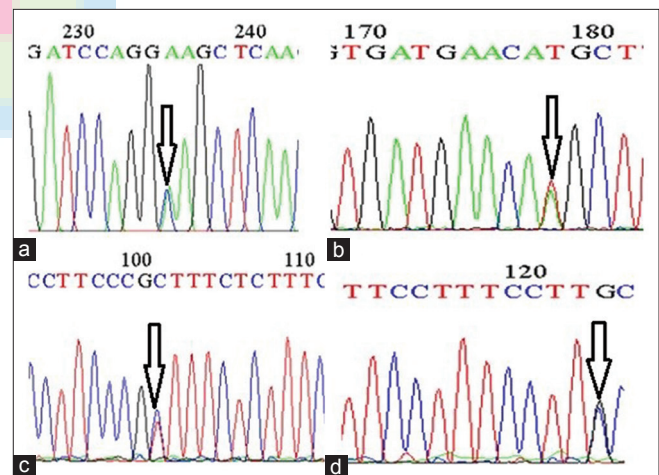 230 240
GATCCAGGAAGCTCAA
a
170 180
GTGATGAACATGCT
b
100 110
CCTTCCCGCTTTCTCTTTC
c
120
TTCCTTTCCTTGC
d